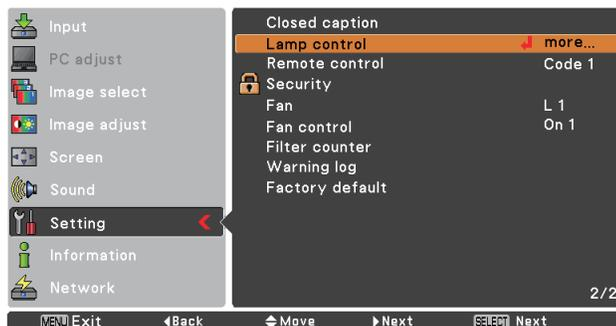 Input
PC adjust
Image select
Image adjust
Screen
Sound
Setting
Information
Network
Closed caption
Lamp control more...
Remote control Code 1
Security
Fan L 1
Fan control On 1
Filter counter
Warning log
Factory default
2/2
MENU Exit Back Move Next SELECT Next